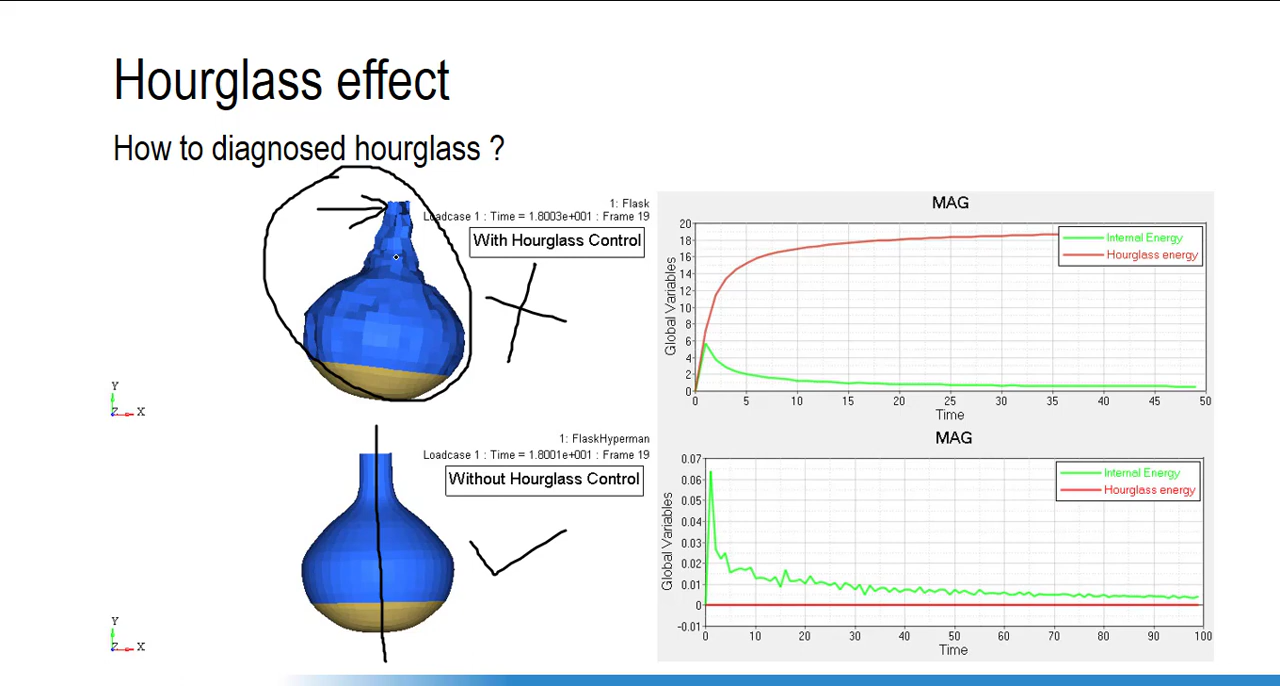 Hourglass effect
How to diagnosed hourglass ?
1: Flask
Loadcase 1 : Time = 1.8003e+001 : Frame 19
With Hourglass Control
Y
Z X
MAG
Global Variables
20
18
16
14
12
10
8
6
4
2
0
0 5 10 15 20 25 30 35 40 45 50
Time
Internal Energy
Hourglass energy
1: FlaskHyperman
Loadcase 1 : Time = 1.8001e+001 : Frame 19
Without Hourglass Control
Y
Z X
MAG
Global Variables
0.07
0.06
0.05
0.04
0.03
0.02
0.01
0
-0.01
0 10 20 30 40 50 60 70 80 90 100
Time
Internal Energy
Hourglass energy